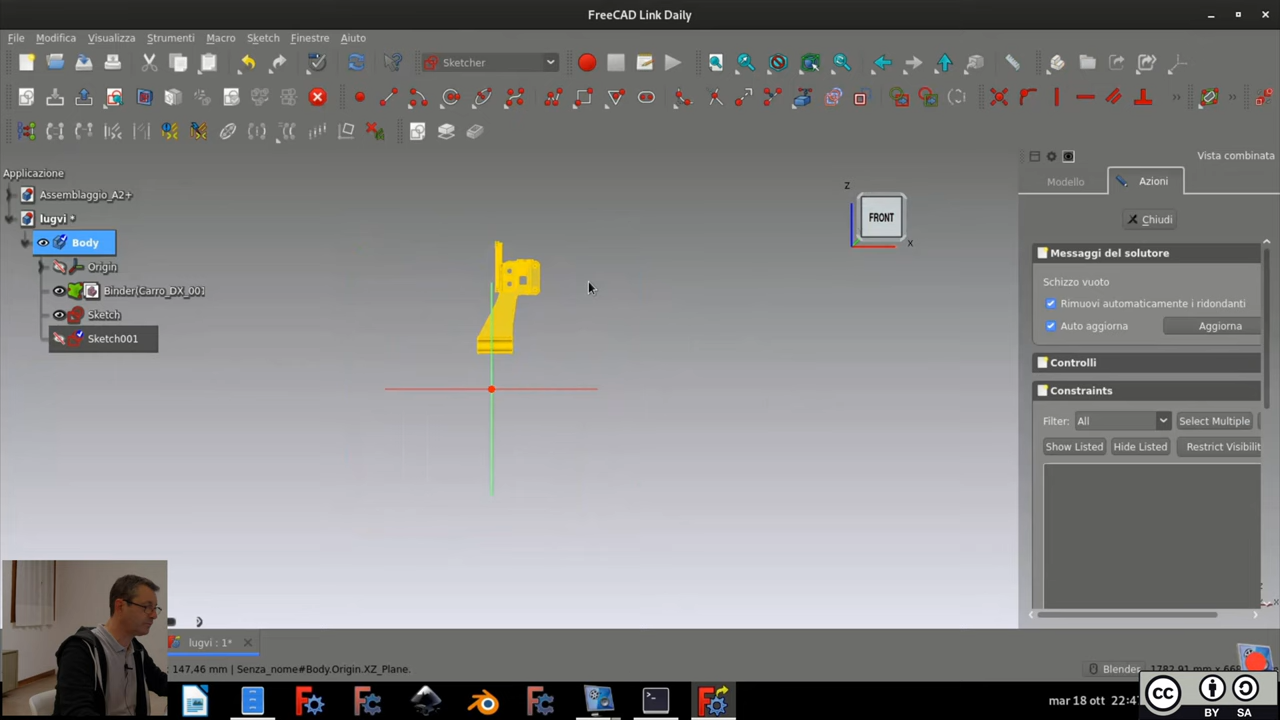 FreeCAD Link Daily
File Modifica Visualizza Strumenti Macro Sketch Finestre Aiuto
Sketcher
Applicazione
Vista combinata
Assemblaggio_A2+
Modello Azioni
lugvi *
Z
FRONT
X
Chiudi
Body
Messaggi del solutore
Origin
Schizzo vuoto
Binder(Carro_DX_001
Rimuovi automaticamente i ridondanti
Sketch
Auto aggiorna Aggiorna
Sketch001
Controlli
Constraints
Filter: All Select Multiple
Show Listed Hide Listed Restrict Visibilit
lugvi : 1*
147.46 mm | Senza_nome#Body.Origin.XZ_Plane.
Blender
mar 18 ott
CC
BY SA